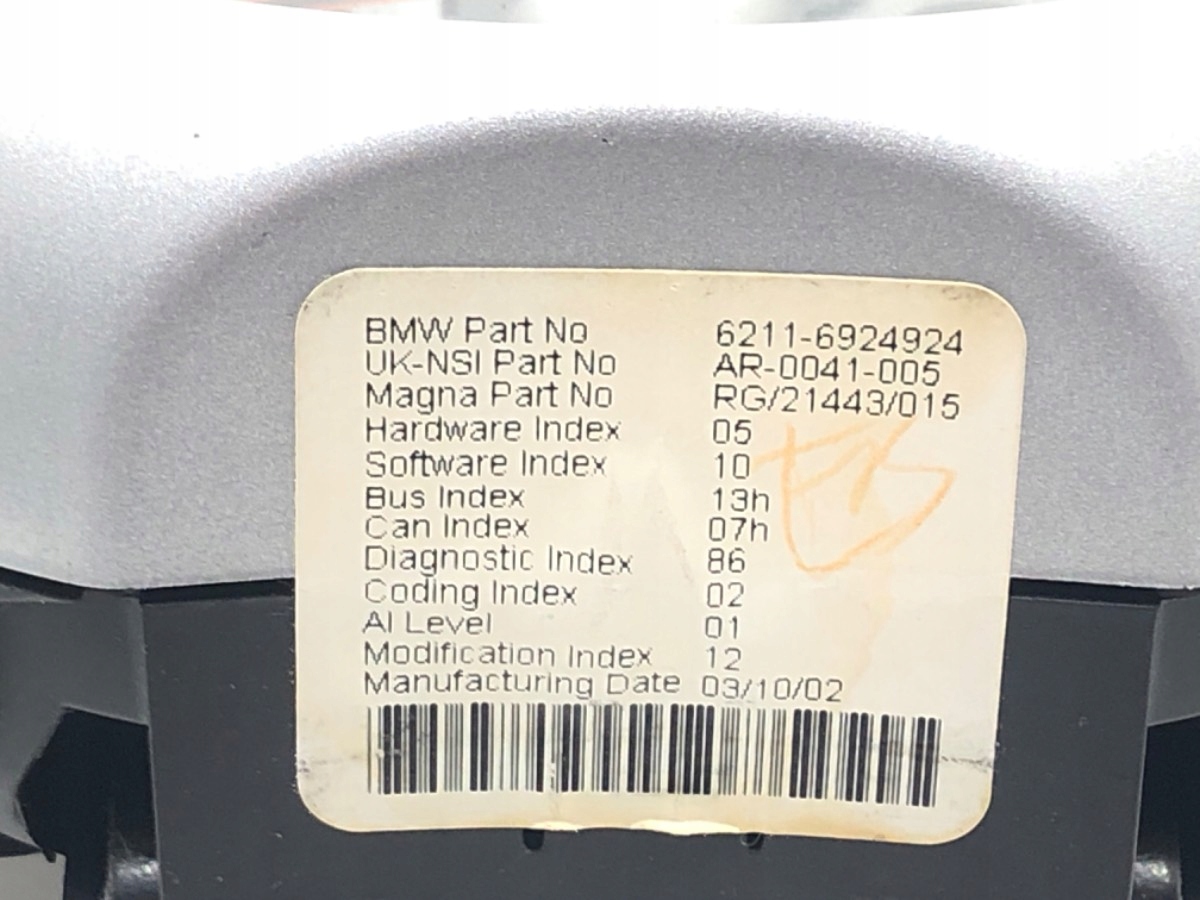 BMW Part No 6211-6924924
UK-NSI Part No AR-0041-005
Magna Part No RG/21443/015
Hardware Index 05
Software Index 10
Bus Index 13h
Can Index 07h
Diagnostic Index 86
Coding Index 02
AI Level 01
Modification Index 12
Manufacturing Date 03/10/02